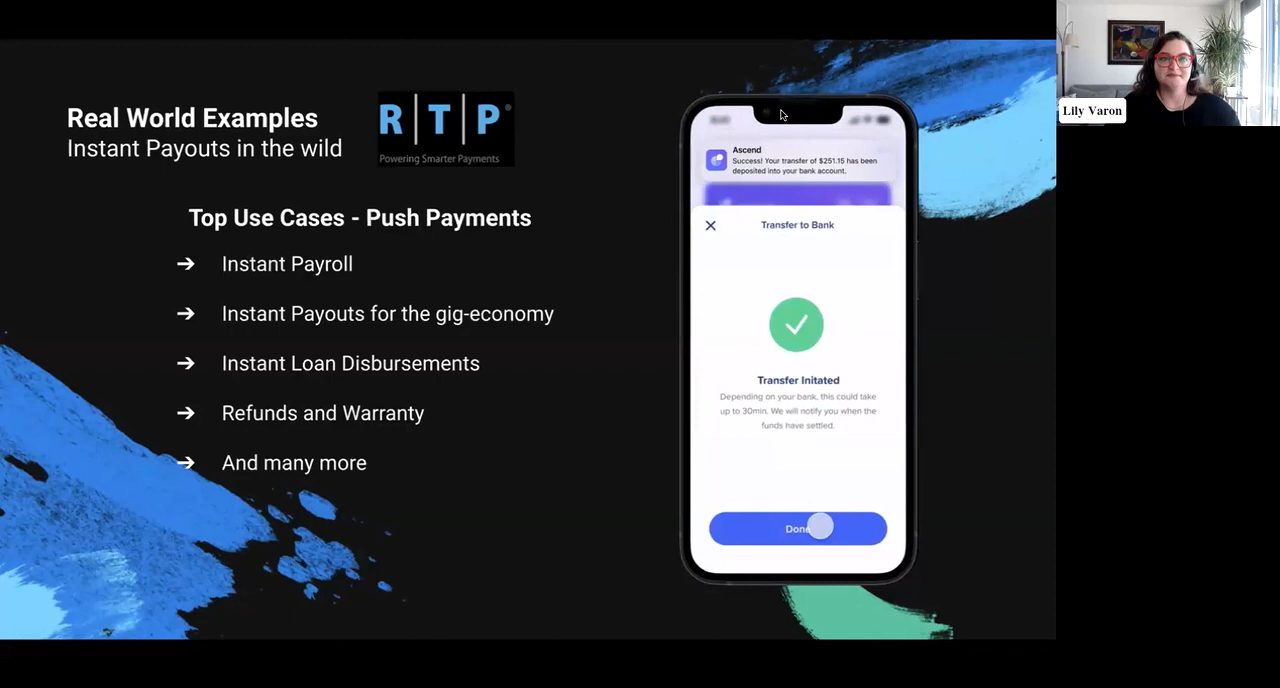 Real World Examples
Instant Payouts in the wild
R|T|P®
Powering Smarter Payments
Top Use Cases - Push Payments
➔ Instant Payroll
➔ Instant Payouts for the gig-economy
➔ Instant Loan Disbursements
➔ Refunds and Warranty
➔ And many more
Ascend
Success! Your transfer of $251.15 has been
deposited into your bank account.
Transfer to Bank
Transfer Initated
Depending on your bank, this could take
up to 30min. We will notify you when the
funds have settled.
Done
Lily Varon